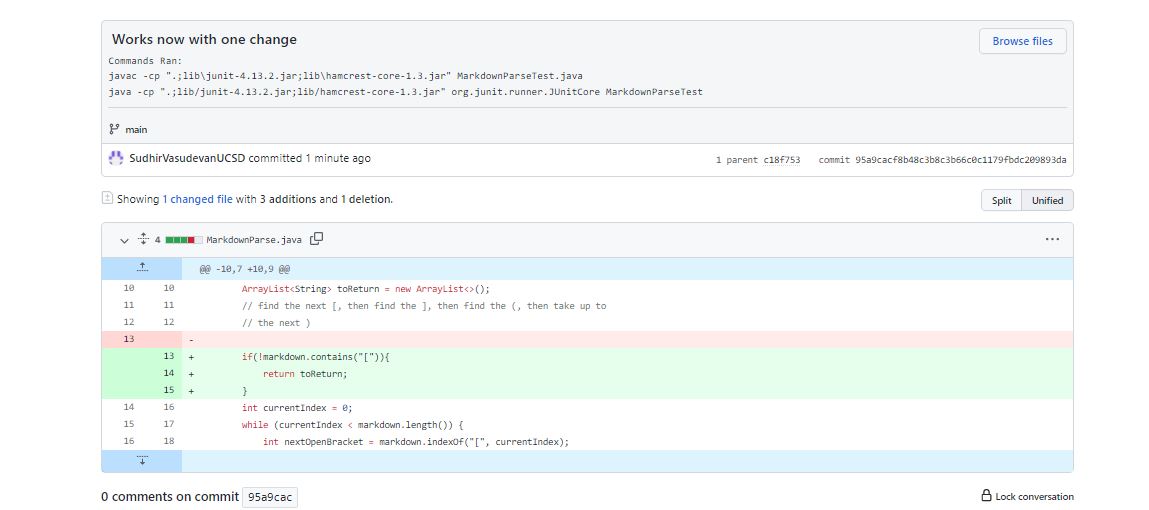 Works now with one change
Browse files
Commands Ran:
javac -cp ".;lib\junit-4.13.2.jar;lib\hamcrest-core-1.3.jar" MarkdownParseTest.java
java -cp ".;lib/junit-4.13.2.jar;lib/hamcrest-core-1.3.jar" org.junit.runner.JUnitCore MarkdownParseTest
main
SudhirVasudevanUCSD committed 1 minute ago
1 parent c18f753 commit 95a9cacf8b48c3b8c3b66c0c1179fbdc209893da
Showing 1 changed file with 3 additions and 1 deletion.
Split Unified
4 MarkdownParse.java
@@ -10,7 +10,9 @@
10 10 ArrayList<String> toReturn = new ArrayList<>();
11 11 // find the next [, then find the ], then find the (, then take up to
12 12 // the next )
13 -
13 + if(!markdown.contains("[")){
14 + return toReturn;
15 + }
14 16 int currentIndex = 0;
15 17 while (currentIndex < markdown.length()) {
16 18 int nextOpenBracket = markdown.indexOf("[", currentIndex);
0 comments on commit 95a9cac
Lock conversation